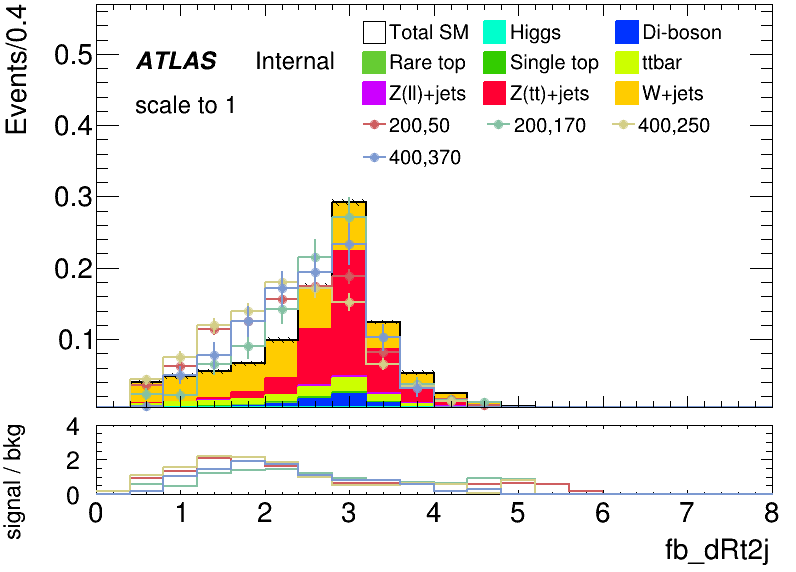 Events/0.4
0.5
0.4
0.3
0.2
0.1
ATLAS Internal
scale to 1
Total SM Higgs Di-boson
Rare top Single top ttbar
Z(ll)+jets Z(tt)+jets W+jets
200,50 200,170 400,250
400,370
signal / bkg
4
2
0
0 1 2 3 4 5 6 7 8
fb_dRt2j